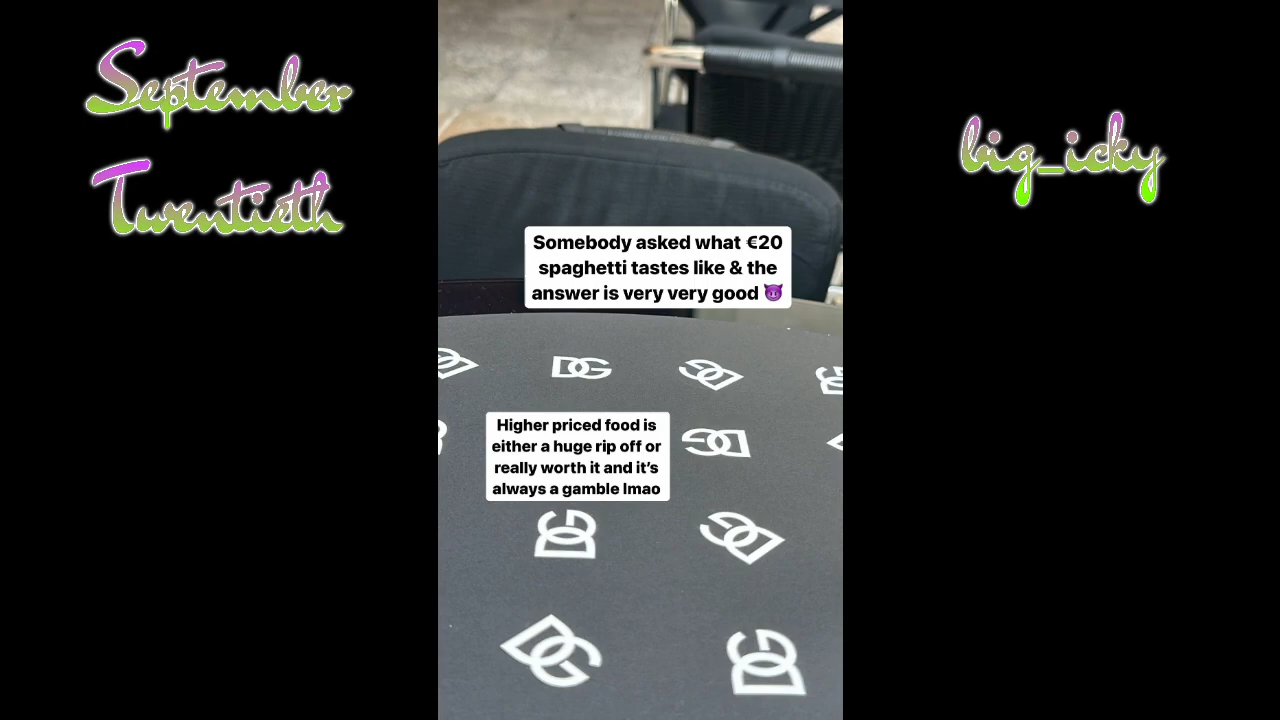 September
Twentieth
big_icky
Somebody asked what €20
spaghetti tastes like & the
answer is very very good 😈
DG
DG
DG
DG
Higher priced food is
either a huge rip off or
really worth it and it's
always a gamble lmao
DG
DG
DG
DG
DG